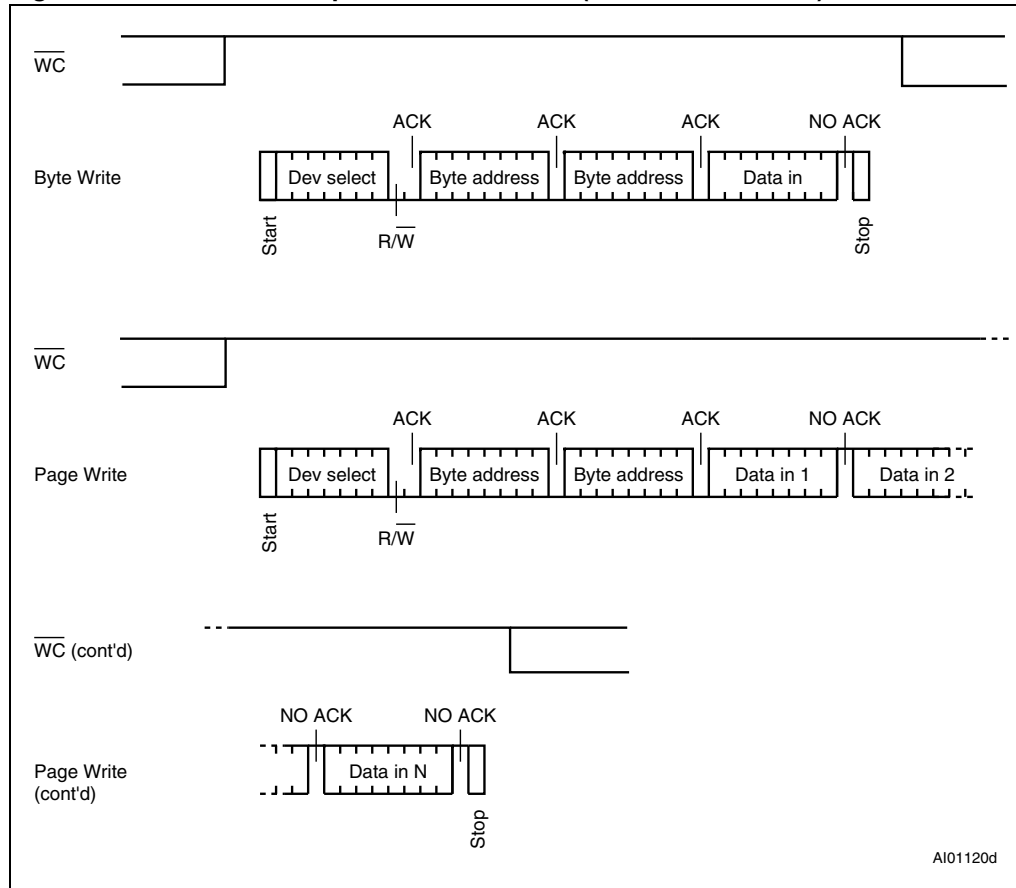 WC
ACK ACK ACK NO ACK
Byte Write Dev select Byte address Byte address Data in
Start R/W Stop
WC
ACK ACK ACK NO ACK
Page Write Dev select Byte address Byte address Data in 1 Data in 2
Start R/W
WC (cont'd)
NO ACK NO ACK
Page Write Data in N
(cont'd)
Stop
AI01120d